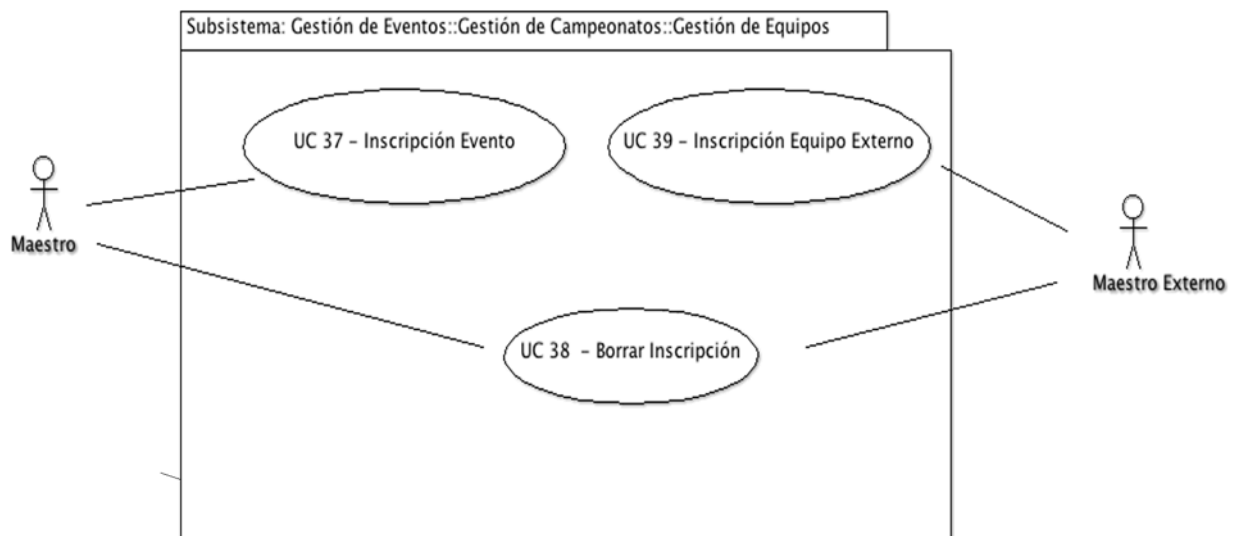 Subsistema: Gestión de Eventos::Gestión de Campeonatos::Gestión de Equipos
UC 37 – Inscripción Evento
UC 39 – Inscripción Equipo Externo
Maestro
Maestro Externo
UC 38 – Borrar Inscripción